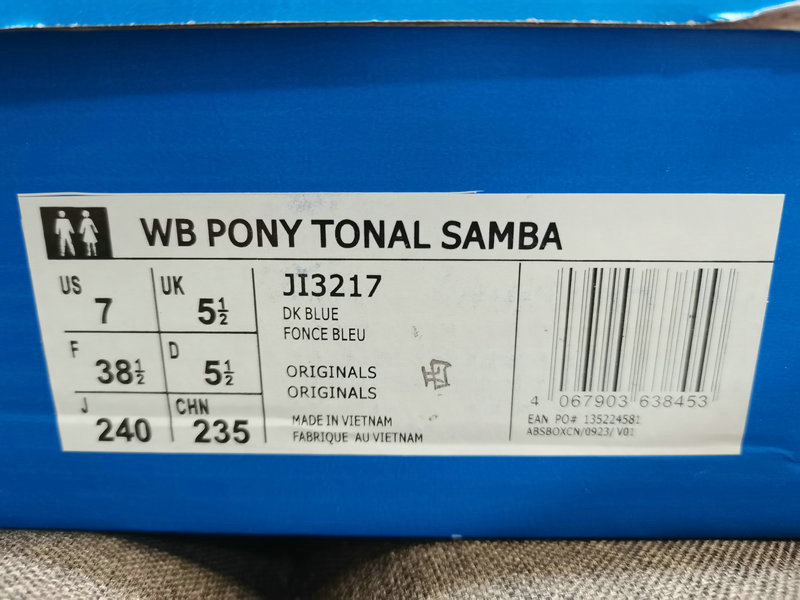 WB PONY TONAL SAMBA
US 7 UK 5½
F 38½ D 5½
J 240 CHN 235
JI3217
DK BLUE
FONCE BLEU
ORIGINALS
ORIGINALS
MADE IN VIETNAM
FABRIQUE AU VIETNAM
4 067903 638453
EAN PO# 135224581
ABSBOXCN/0923/ V01